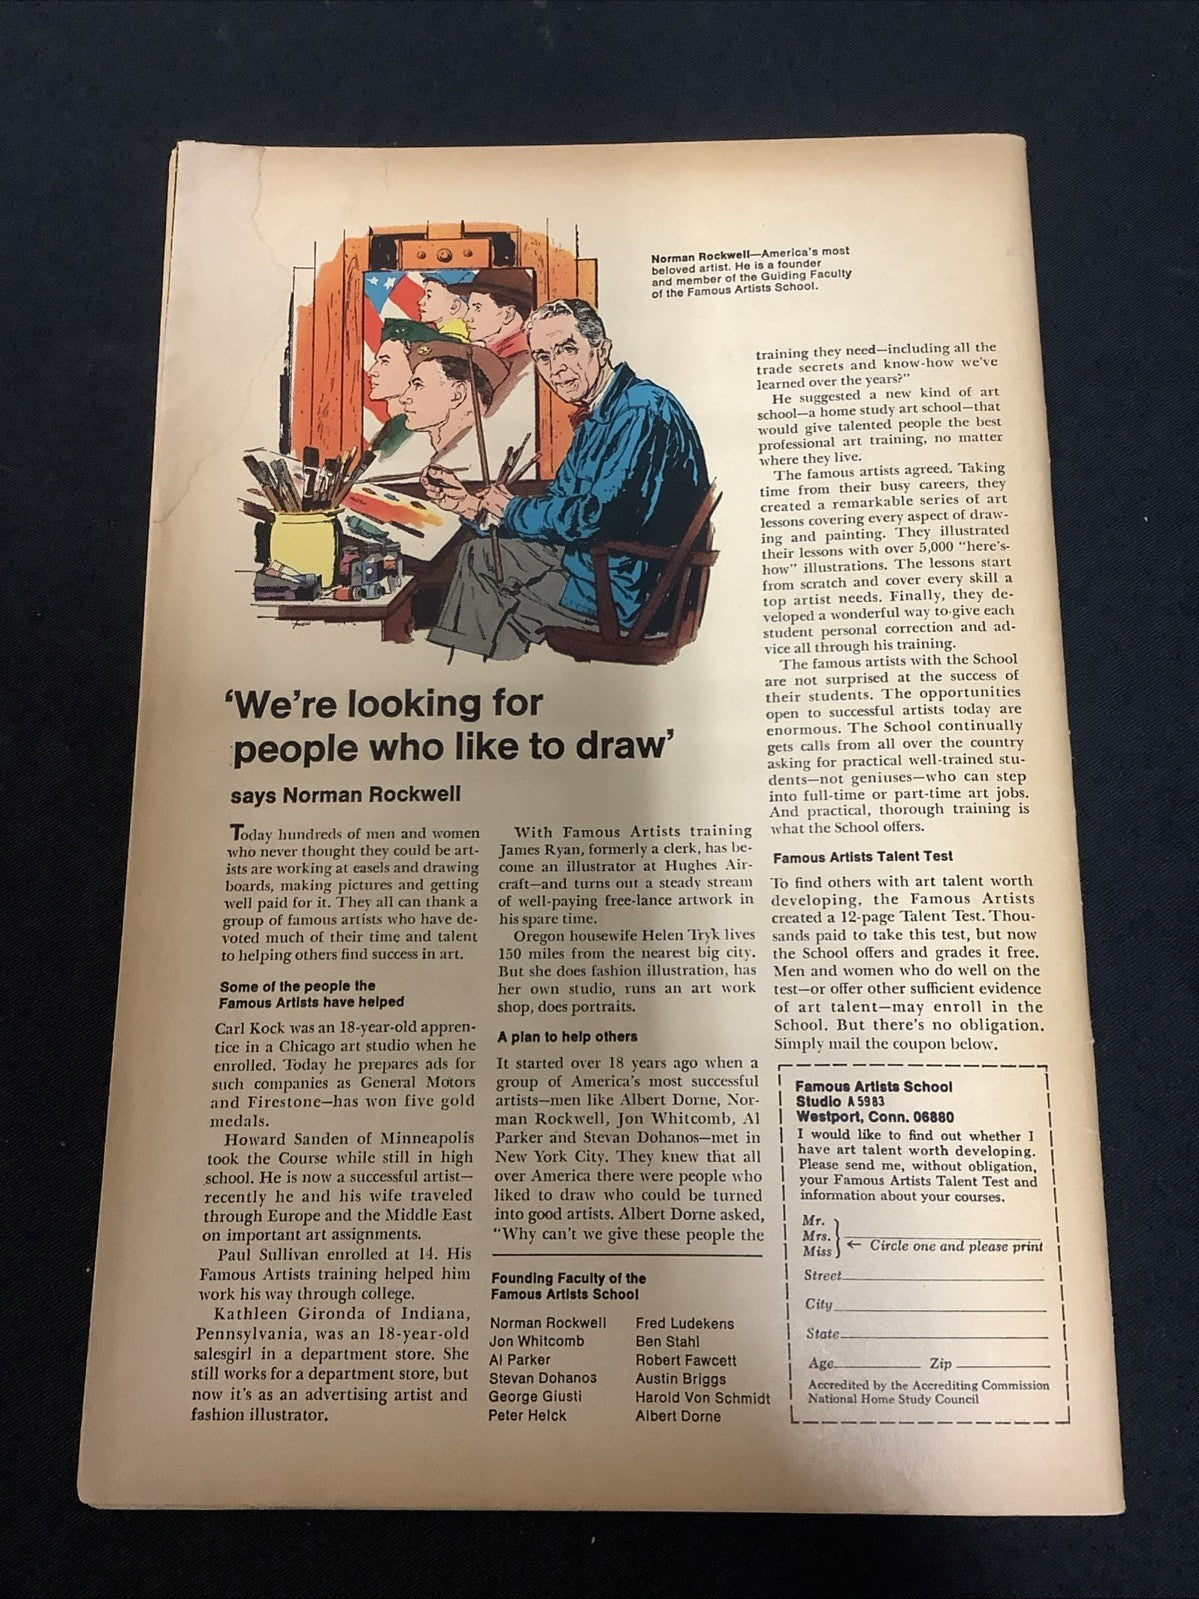 Norman Rockwell—America's most
beloved artist. He is a founder
and member of the Guiding Faculty
of the Famous Artists School.
'We're looking for
people who like to draw'
says Norman Rockwell
Today hundreds of men and women
who never thought they could be art-
ists are working at easels and drawing
boards, making pictures and getting
well paid for it. They all can thank a
group of famous artists who have de-
voted much of their time and talent
to helping others find success in art.
Some of the people the
Famous Artists have helped
Carl Kock was an 18-year-old appren-
tice in a Chicago art studio when he
enrolled. Today he prepares ads for
such companies as General Motors
and Firestone—has won five gold
medals.
Howard Sanden of Minneapolis
took the Course while still in high
school. He is now a successful artist—
recently he and his wife traveled
through Europe and the Middle East
on important art assignments.
Paul Sullivan enrolled at 14. His
Famous Artists training helped him
work his way through college.
Kathleen Gironda of Indiana,
Pennsylvania, was an 18-year-old
salesgirl in a department store. She
still works for a department store, but
now it's as an advertising artist and
fashion illustrator.
With Famous Artists training
James Ryan, formerly a clerk, has be-
come an illustrator at Hughes Air-
craft—and turns out a steady stream
of well-paying free-lance artwork in
his spare time.
Oregon housewife Helen Tryk lives
150 miles from the nearest big city.
But she does fashion illustration, has
her own studio, runs an art work
shop, does portraits.
A plan to help others
It started over 18 years ago when a
group of America's most successful
artists—men like Albert Dorne, Nor-
man Rockwell, Jon Whitcomb, Al
Parker and Stevan Dohanos—met in
New York City. They knew that all
over America there were people who
liked to draw who could be turned
into good artists. Albert Dorne asked,
"Why can't we give these people the
training they need—including all the
trade secrets and know-how we've
learned over the years?"
He suggested a new kind of art
school—a home study art school—that
would give talented people the best
professional art training, no matter
where they live.
The famous artists agreed. Taking
time from their busy careers, they
created a remarkable series of art
lessons covering every aspect of draw-
ing and painting. They illustrated
their lessons with over 5,000 "here's-
how" illustrations. The lessons start
from scratch and cover every skill a
top artist needs. Finally, they de-
veloped a wonderful way to give each
student personal correction and ad-
vice all through his training.
The famous artists with the School
are not surprised at the success of
their students. The opportunities
open to successful artists today are
enormous. The School continually
gets calls from all over the country
asking for practical well-trained stu-
dents—not geniuses—who can step
into full-time or part-time art jobs.
And practical, thorough training is
what the School offers.
Famous Artists Talent Test
To find others with art talent worth
developing, the Famous Artists
created a 12-page Talent Test. Thou-
sands paid to take this test, but now
the School offers and grades it free.
Men and women who do well on the
test—or offer other sufficient evidence
of art talent—may enroll in the
School. But there's no obligation.
Simply mail the coupon below.
Founding Faculty of the
Famous Artists School
Norman Rockwell
Jon Whitcomb
Al Parker
Stevan Dohanos
George Giusti
Peter Helck
Fred Ludekens
Ben Stahl
Robert Fawcett
Austin Briggs
Harold Von Schmidt
Albert Dorne
Famous Artists School
Studio A5983
Westport, Conn. 06880
I would like to find out whether I
have art talent worth developing.
Please send me, without obligation,
your Famous Artists Talent Test and
information about your courses.
Mr.
Mrs.
Miss
← Circle one and please print
Street
City
State
Age Zip
Accredited by the Accrediting Commission
National Home Study Council